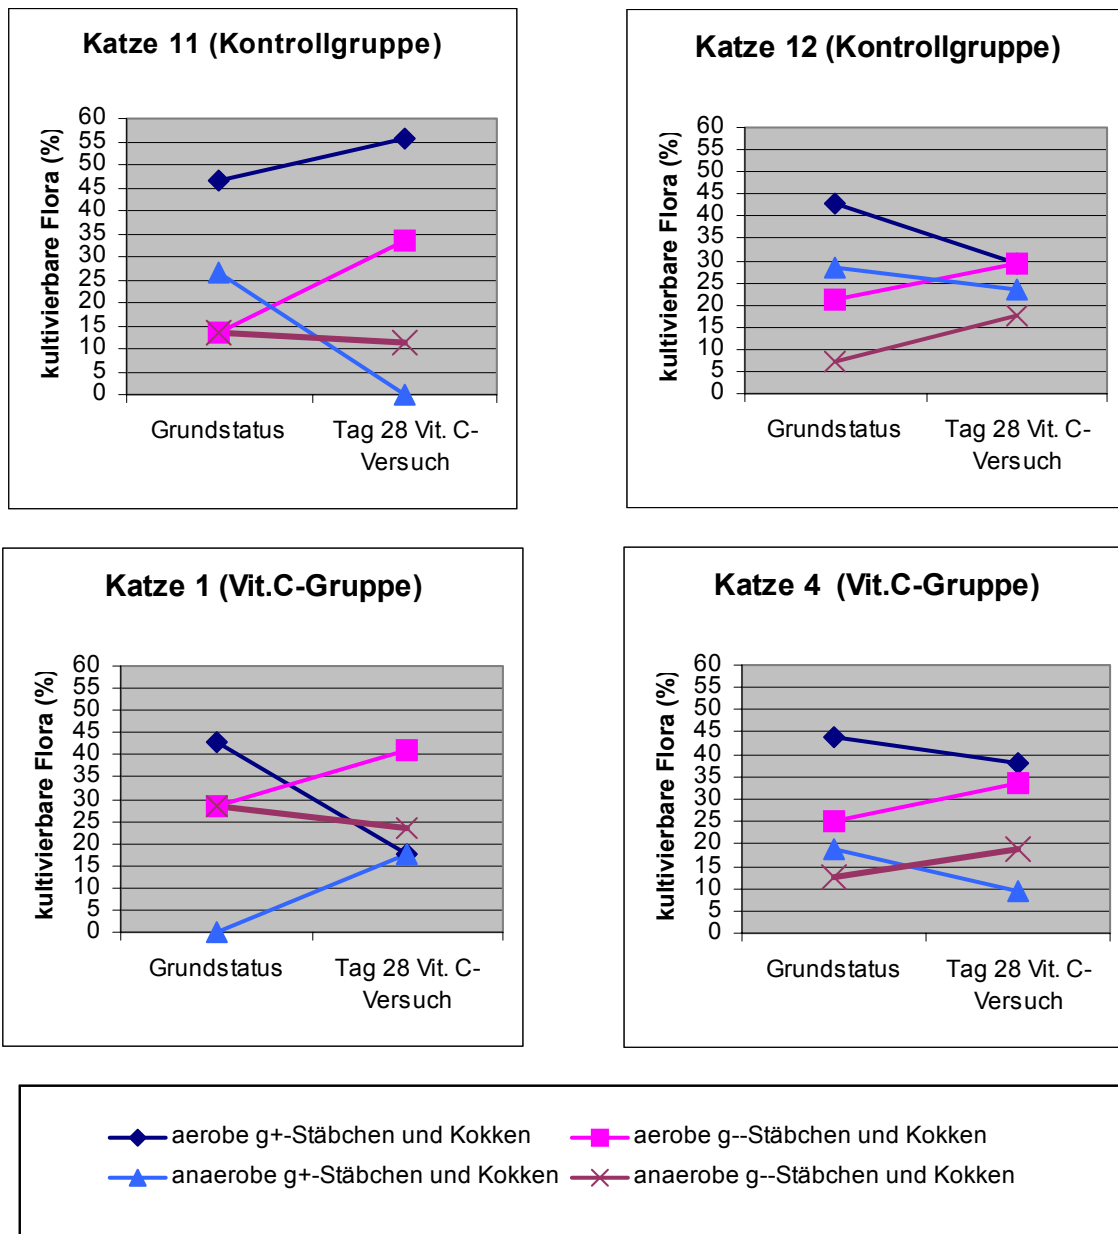 Katze 11 (Kontrollgruppe)
kultivierbare Flora (%)
60
55
50
45
40
35
30
25
20
15
10
5
0
Grundstatus
Tag 28 Vit. C-
Versuch
Katze 12 (Kontrollgruppe)
kultivierbare Flora (%)
60
55
50
45
40
35
30
25
20
15
10
5
0
Grundstatus
Tag 28 Vit. C-
Versuch
Katze 1 (Vit.C-Gruppe)
kultivierbare Flora (%)
60
55
50
45
40
35
30
25
20
15
10
5
0
Grundstatus
Tag 28 Vit. C-
Versuch
Katze 4 (Vit.C-Gruppe)
kultivierbare Flora (%)
60
55
50
45
40
35
30
25
20
15
10
5
0
Grundstatus
Tag 28 Vit. C-
Versuch
aerobe g+-Stäbchen und Kokken
aerobe g--Stäbchen und Kokken
anaerobe g+-Stäbchen und Kokken
anaerobe g--Stäbchen und Kokken